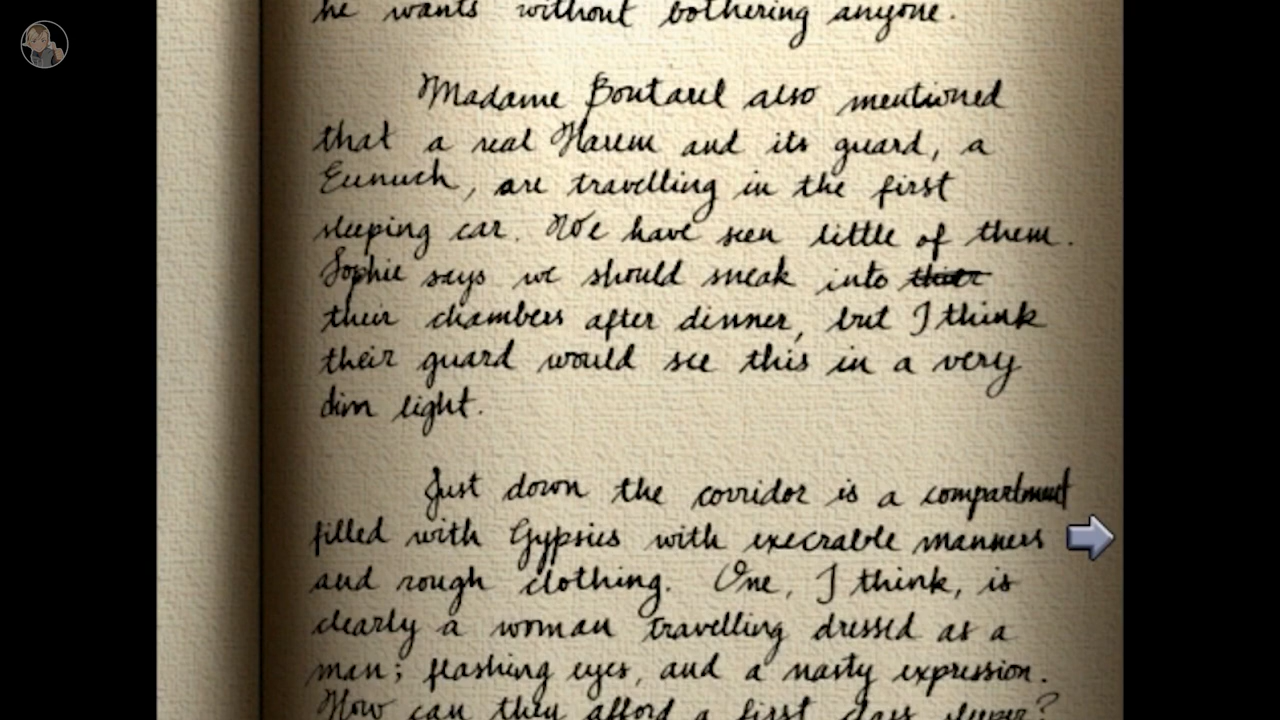 he wants without bothering anyone.
Madame Boutarel also mentioned
that a real Harem and its guard, a
Eunuch, are travelling in the first
sleeping car. We have seen little of them.
Sophie says we should sneak into thier
their chambers after dinner, but I think
their guard would see this in a very
dim light.
Just down the corridor is a compartment
filled with Gypsies with execrable manners
and rough clothing. One, I think, is
clearly a woman travelling dressed as a
man; flashing eyes, and a nasty expression.
How can they afford a first class sleeper?